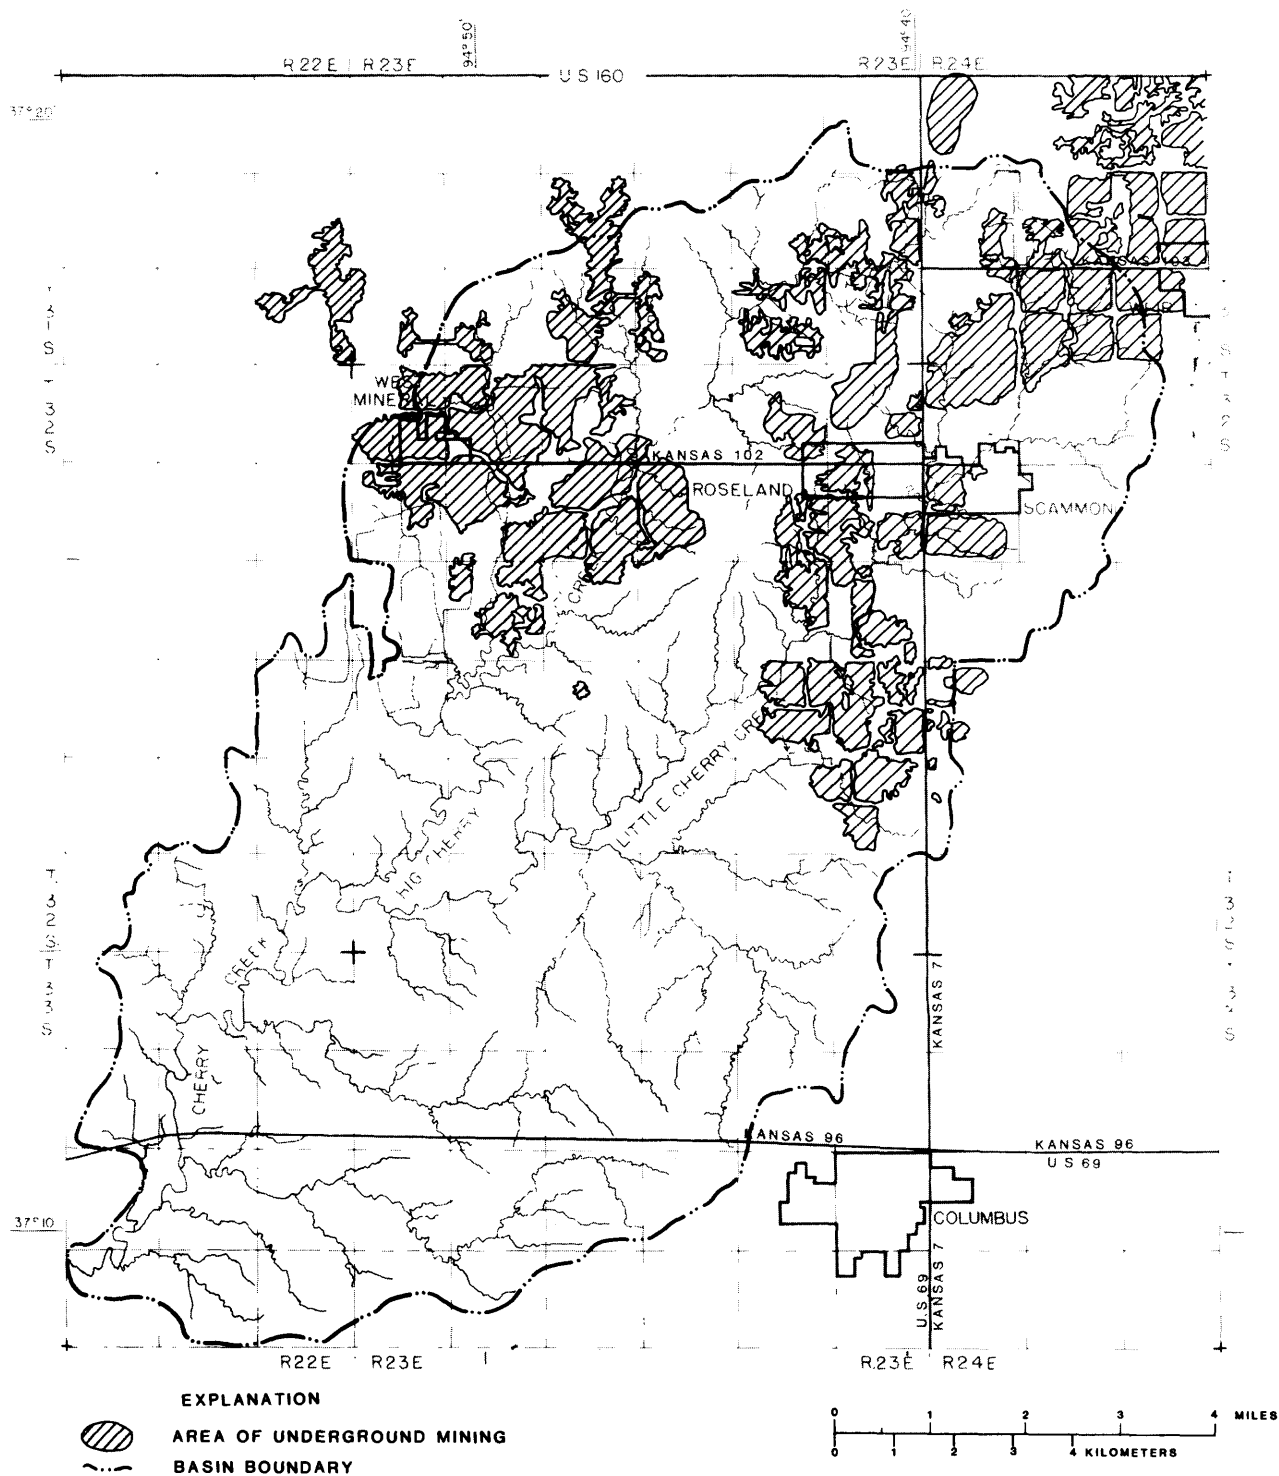 94°50'
94°40'
R22E R23E
US 160
R23E R24E
37°20'
T
31
S
T
32
S
WEST
MINERAL
KANSAS 102
KANSAS 102
ROSELAND
SCAMMON
CREEK
LITTLE CHERRY CREEK
CHERRY
CREEK
CHERRY
T
32
S
T
33
S
KANSAS 7
KANSAS 96
KANSAS 96
US 69
37°10'
COLUMBUS
US 69
KANSAS 7
R22E R23E
R23E R24E
EXPLANATION
AREA OF UNDERGROUND MINING
BASIN BOUNDARY
0 1 2 3 4 MILES
0 1 2 3 4 KILOMETERS